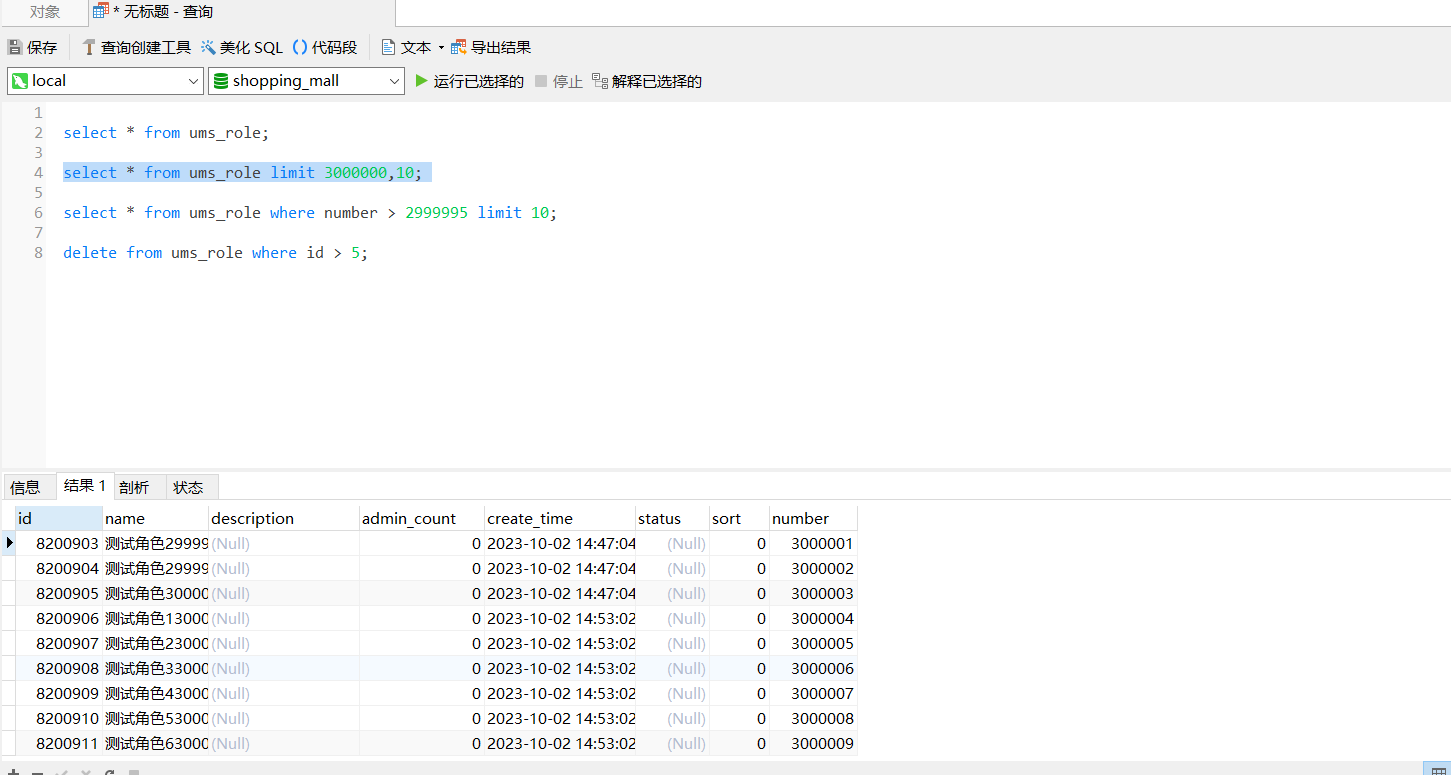 对象 * 无标题 - 查询
保存 查询创建工具 美化 SQL () 代码段 文本 导出结果
local shopping_mall 运行已选择的 停止 解释已选择的
1
2 select * from ums_role;
3
4 select * from ums_role limit 3000000,10;
5
6 select * from ums_role where number > 2999995 limit 10;
7
8 delete from ums_role where id > 5;
信息 结果 1 剖析 状态
id name description admin_count create_time status sort number
8200903 测试角色29999 (Null) 0 2023-10-02 14:47:04 (Null) 0 3000001
8200904 测试角色29999 (Null) 0 2023-10-02 14:47:04 (Null) 0 3000002
8200905 测试角色30000 (Null) 0 2023-10-02 14:47:04 (Null) 0 3000003
8200906 测试角色13000 (Null) 0 2023-10-02 14:53:02 (Null) 0 3000004
8200907 测试角色23000 (Null) 0 2023-10-02 14:53:02 (Null) 0 3000005
8200908 测试角色33000 (Null) 0 2023-10-02 14:53:02 (Null) 0 3000006
8200909 测试角色43000 (Null) 0 2023-10-02 14:53:02 (Null) 0 3000007
8200910 测试角色53000 (Null) 0 2023-10-02 14:53:02 (Null) 0 3000008
8200911 测试角色63000 (Null) 0 2023-10-02 14:53:02 (Null) 0 3000009